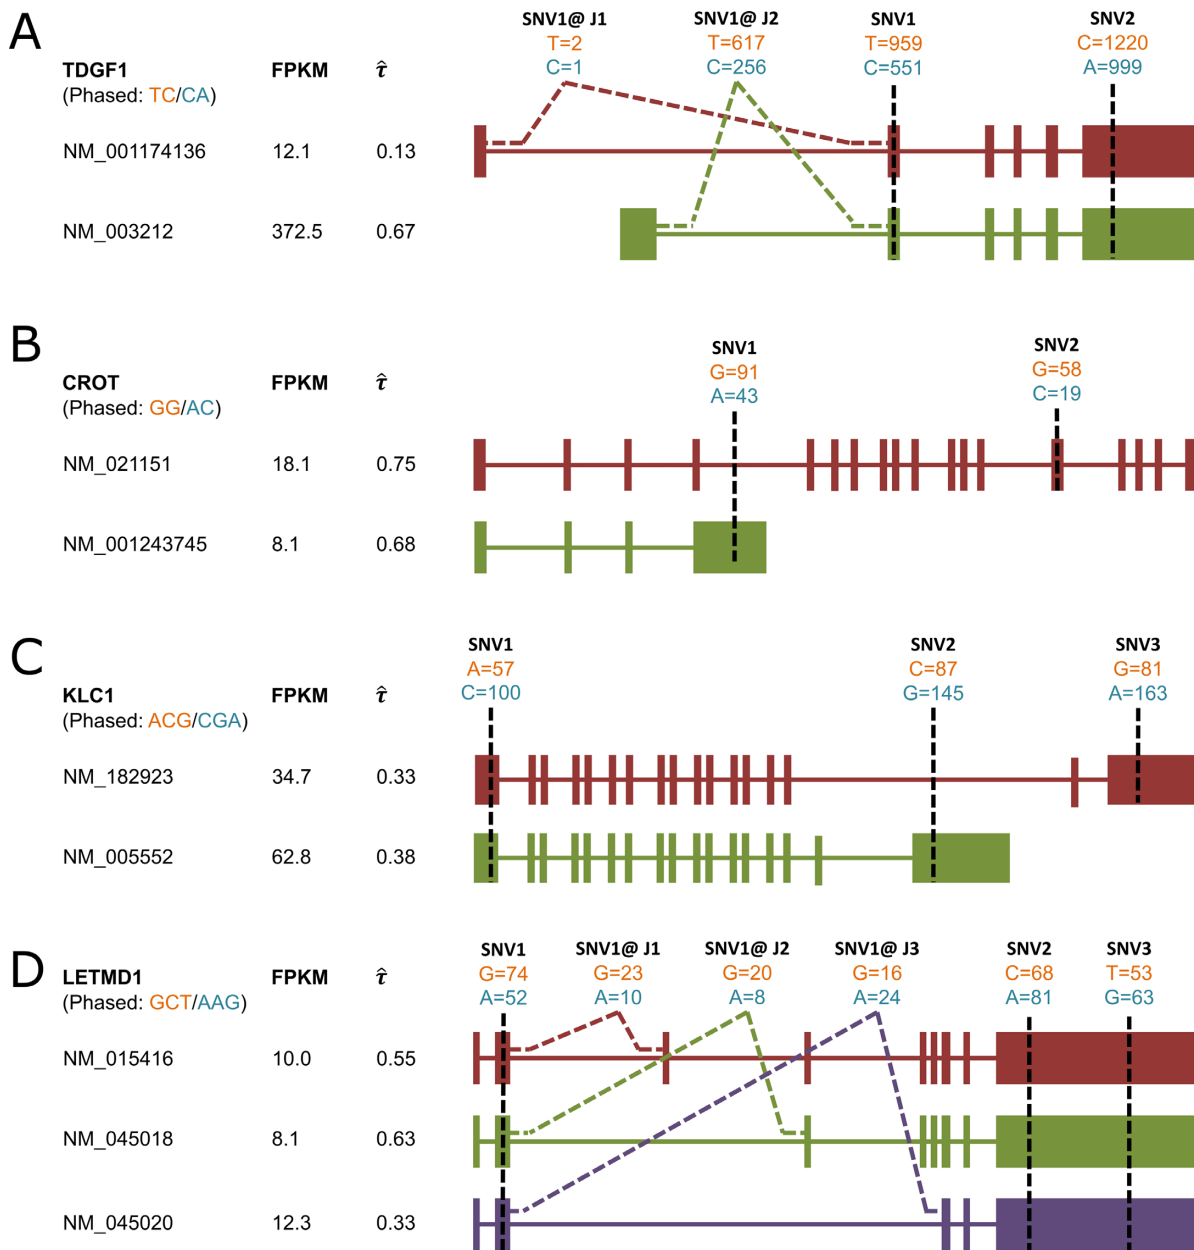 A
SNV1@ J1 SNV1@ J2 SNV1 SNV2
T=2 T=617 T=959 C=1220
C=1 C=256 C=551 A=999
TDGF1 FPKM τ̂
(Phased: TC/CA)
NM_001174136 12.1 0.13
NM_003212 372.5 0.67
B
SNV1 SNV2
G=91 G=58
A=43 C=19
CROT FPKM τ̂
(Phased: GG/AC)
NM_021151 18.1 0.75
NM_001243745 8.1 0.68
C
SNV1 SNV2 SNV3
A=57 C=87 G=81
C=100 G=145 A=163
KLC1 FPKM τ̂
(Phased: ACG/CGA)
NM_182923 34.7 0.33
NM_005552 62.8 0.38
D
SNV1 SNV1@ J1 SNV1@ J2 SNV1@ J3 SNV2 SNV3
G=74 G=23 G=20 G=16 C=68 T=53
A=52 A=10 A=8 A=24 A=81 G=63
LETMD1 FPKM τ̂
(Phased: GCT/AAG)
NM_015416 10.0 0.55
NM_045018 8.1 0.63
NM_045020 12.3 0.33